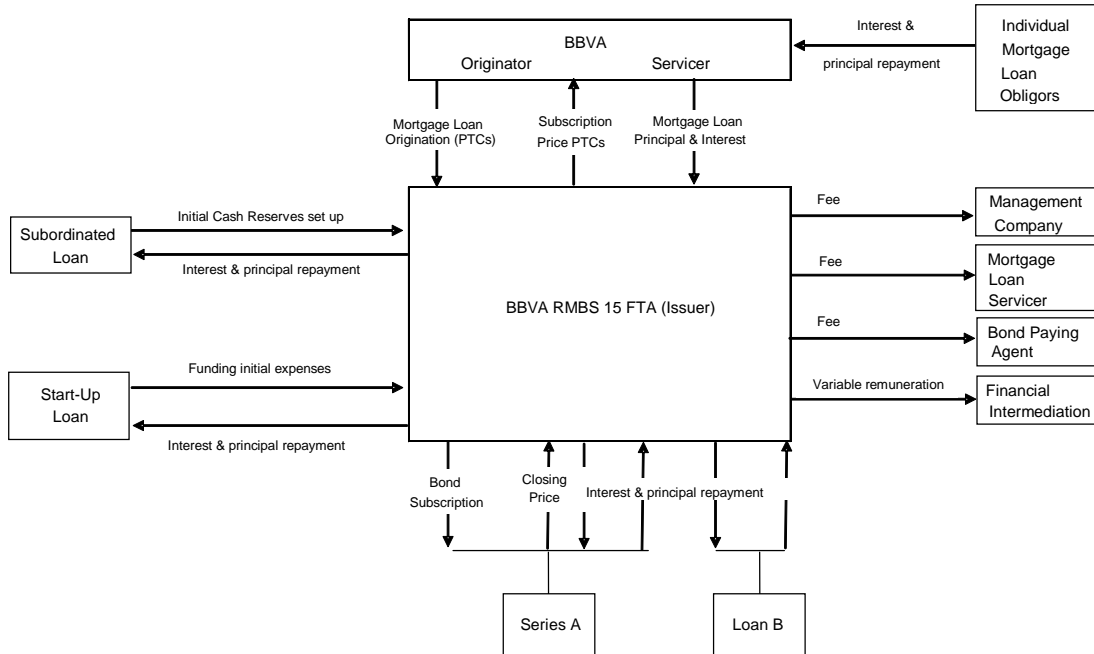 BBVA
Originator Servicer
Interest &
principal repayment
Individual
Mortgage
Loan
Obligors
Mortgage Loan
Origination (PTCs)
Subscription
Price PTCs
Mortgage Loan
Principal & Interest
Subordinated
Loan
Initial Cash Reserves set up
Interest & principal repayment
Start-Up
Loan
Funding initial expenses
Interest & principal repayment
BBVA RMBS 15 FTA (Issuer)
Fee
Management
Company
Fee
Mortgage
Loan
Servicer
Fee
Bond Paying
Agent
Variable remuneration
Financial
Intermediation
Bond
Subscription
Closing
Price
Interest & principal repayment
Series A
Loan B